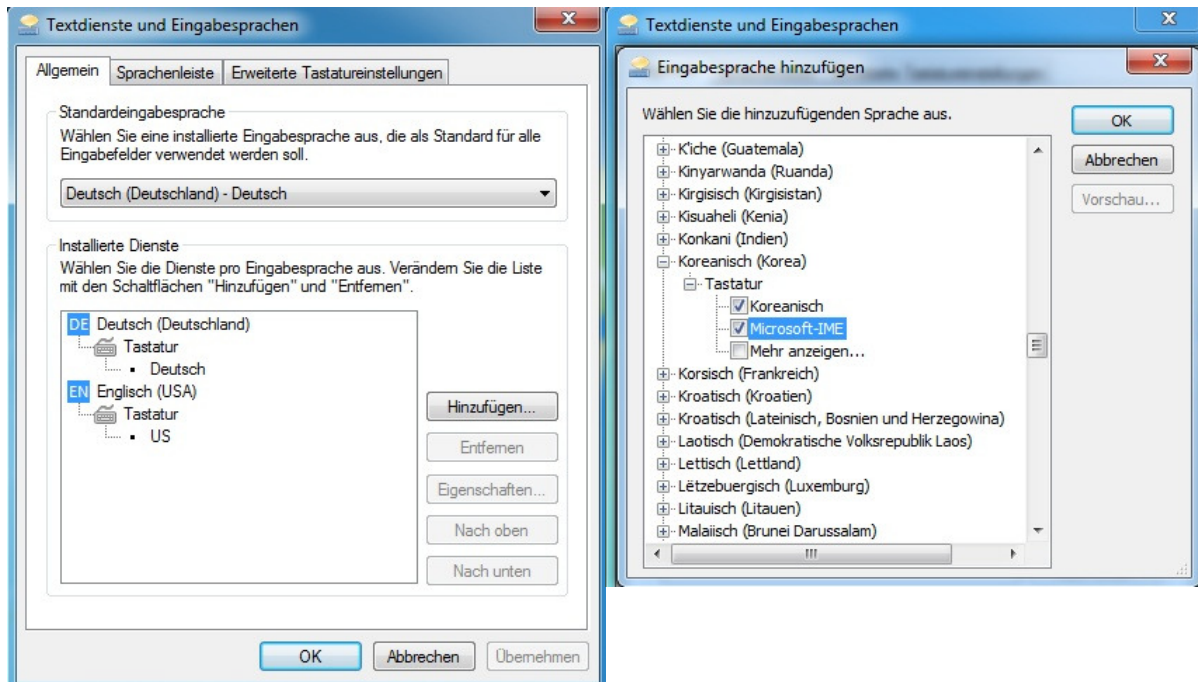 Textdienste und Eingabesprachen
Allgemein
Sprachenliste
Erweiterte Tastatureinstellungen
Standardeingabesprache
Wählen Sie eine installierte Eingabesprache aus, die als Standard für alle
Eingabefelder verwendet werden soll.
Deutsch (Deutschland) - Deutsch
Installierte Dienste
Wählen Sie die Dienste pro Eingabesprache aus. Verändern Sie die Liste
mit den Schaltflächen "Hinzufügen" und "Entfernen".
DE Deutsch (Deutschland)
Tastatur
Deutsch
EN Englisch (USA)
Tastatur
US
Hinzufügen...
Entfernen
Eigenschaften...
Nach oben
Nach unten
OK
Abbrechen
Übernehmen
Textdienste und Eingabesprachen
Eingabesprache hinzufügen
Wählen Sie die hinzuzufügenden Sprache aus.
K'iche (Guatemala)
Kinyarwanda (Ruanda)
Kirgisisch (Kirgisistan)
Kisuaheli (Kenia)
Konkani (Indien)
Koreanisch (Korea)
Tastatur
Koreanisch
Microsoft-IME
Mehr anzeigen...
Korsisch (Frankreich)
Kroatisch (Kroatien)
Kroatisch (Lateinisch, Bosnien und Herzegowina)
Laotisch (Demokratische Volksrepublik Laos)
Lettisch (Lettland)
Lëtzebuergisch (Luxemburg)
Litauisch (Litauen)
Malaiisch (Brunei Darussalam)
OK
Abbrechen
Vorschau...